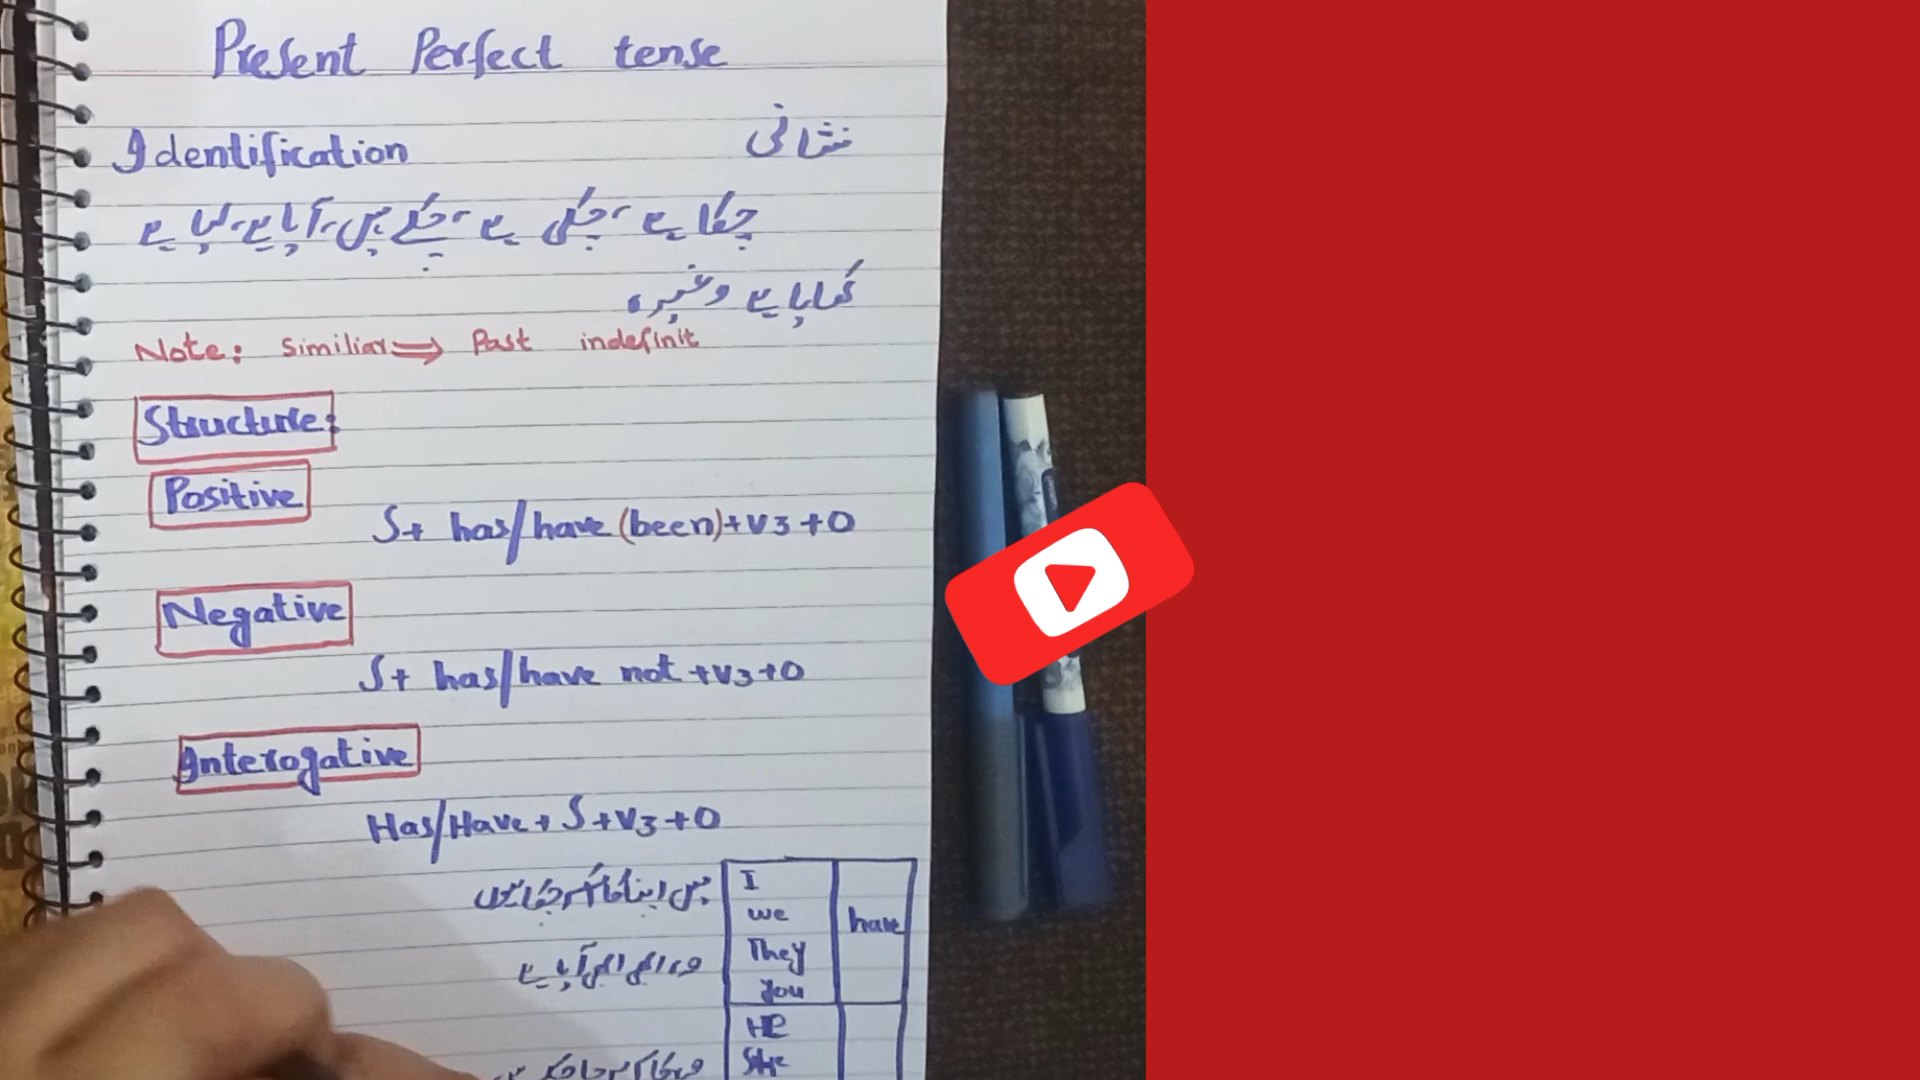 Present Perfect tense
Identification نشانی
چکا ہے، چکی ہے، چکے ہیں، آیا ہے، لیا ہے
کھایا ہے وغیرہ
Note: Similiar ⇒ Past indefinit
Structure:
Positive
S+ has/have (been)+V3+O
Negative
S+ has/have not +V3+O
Interogative
Has/Have + S+V3+O
میں اپنا کام کر چکا ہوں
وہ ابھی ابھی آیا ہے
I
we
They
You
have
He
She